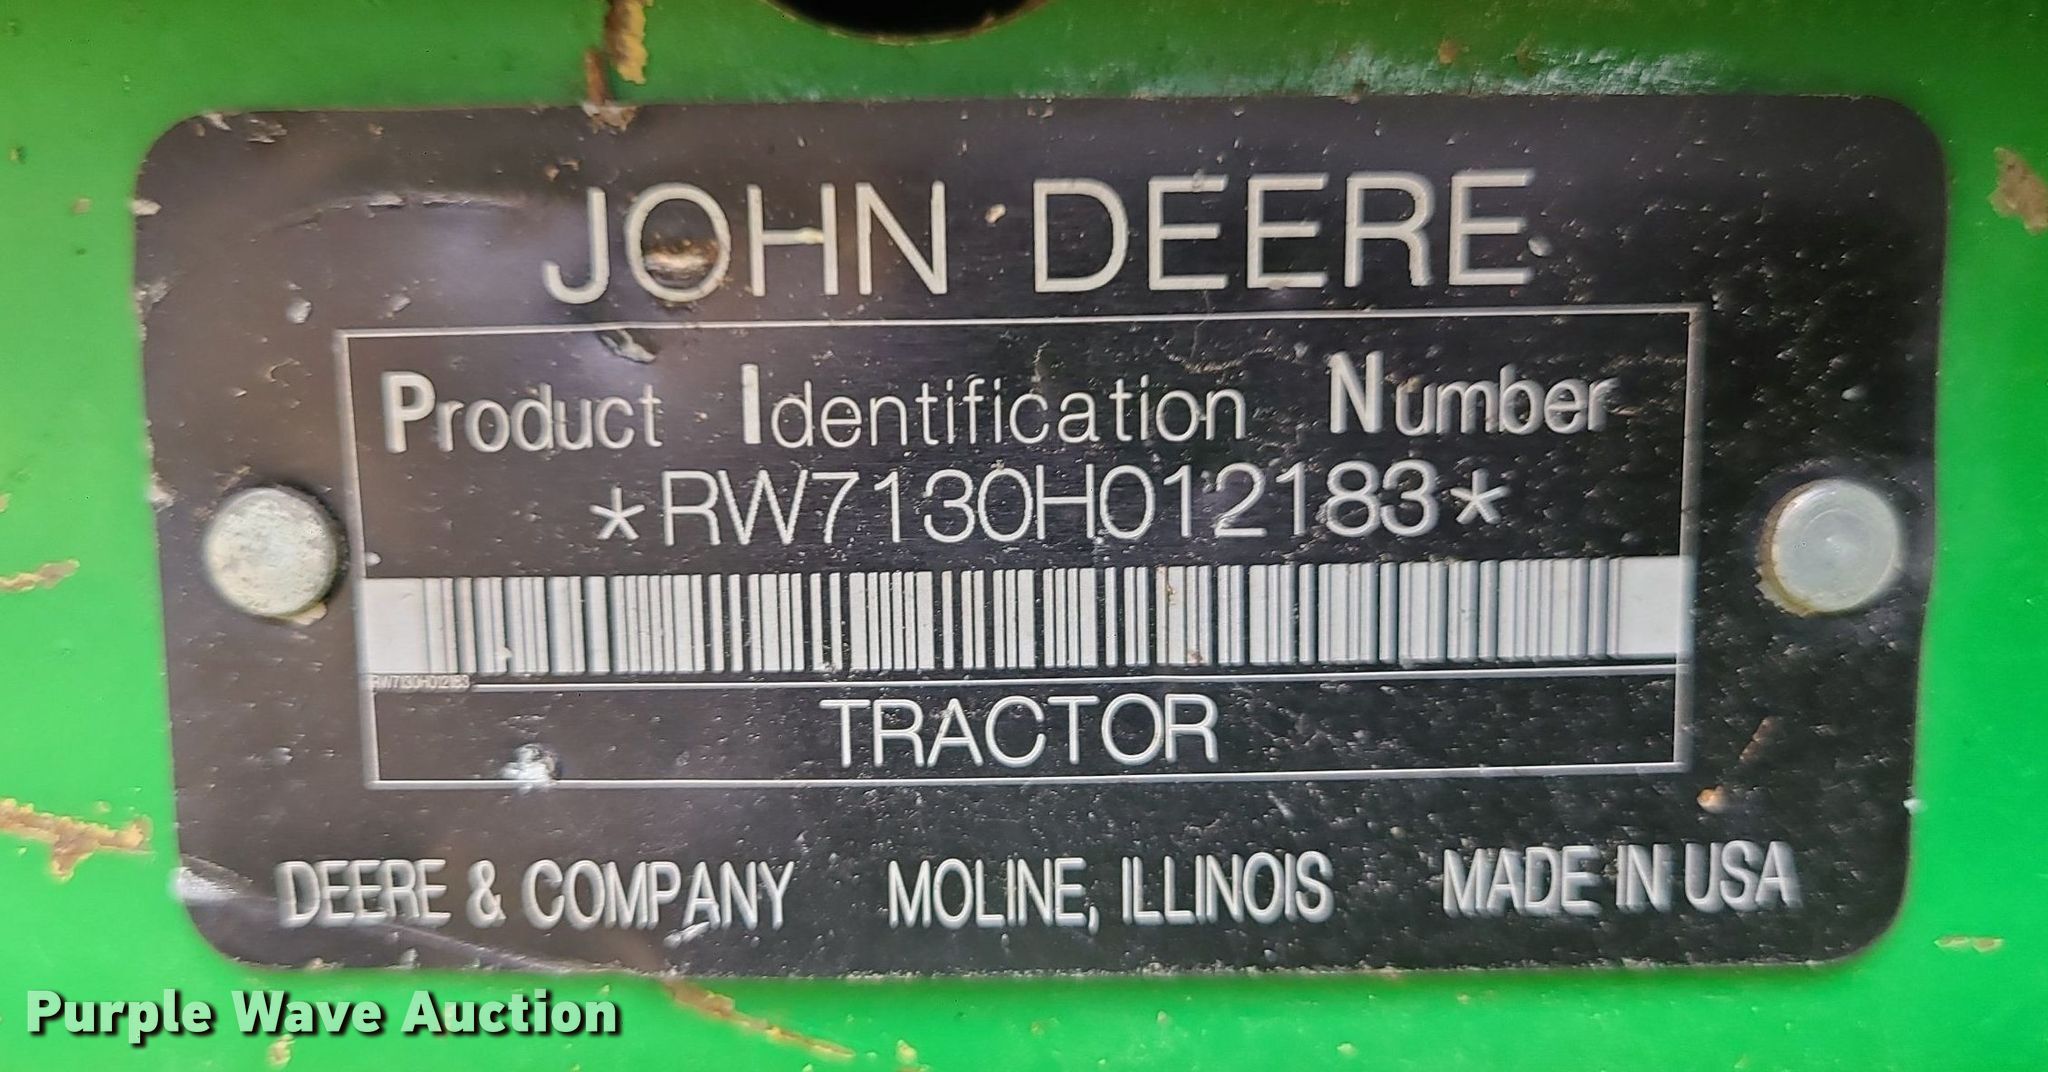 JOHN DEERE
Product Identification Number
*RW7130H012183*
RW7130H012183
TRACTOR
DEERE & COMPANY MOLINE, ILLINOIS MADE IN USA
Purple Wave Auction